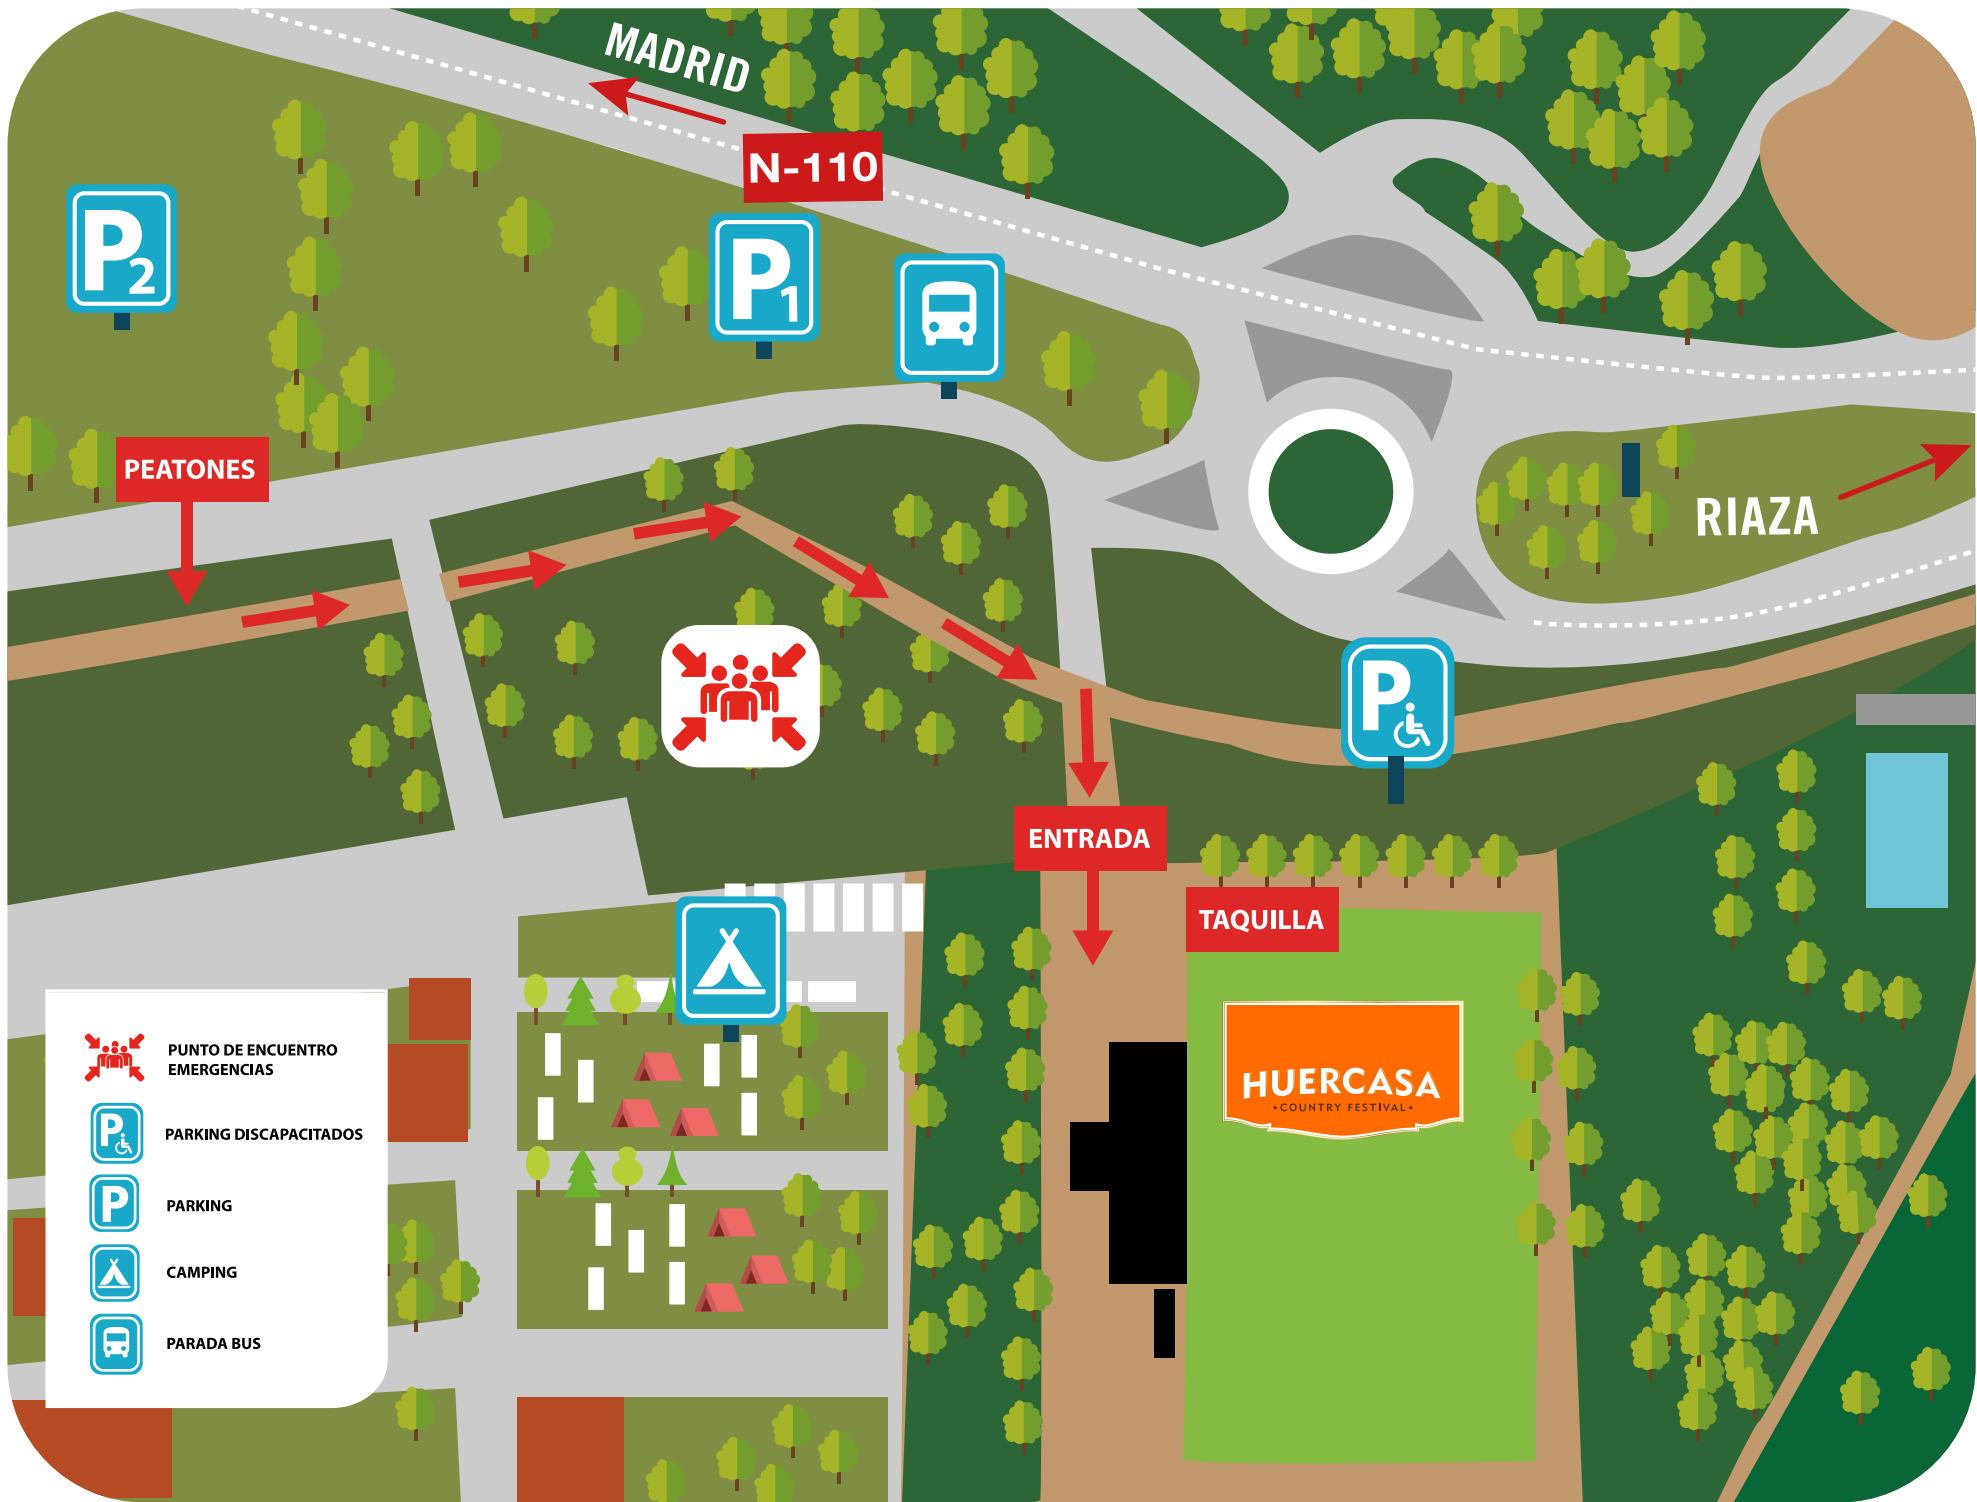 MADRID
N-110
P2
P1
PEATONES
RIAZA
P
ENTRADA
TAQUILLA
HUERCASA
•COUNTRY FESTIVAL•
PUNTO DE ENCUENTRO
EMERGENCIAS
P
PARKING DISCAPACITADOS
P
PARKING
CAMPING
PARADA BUS